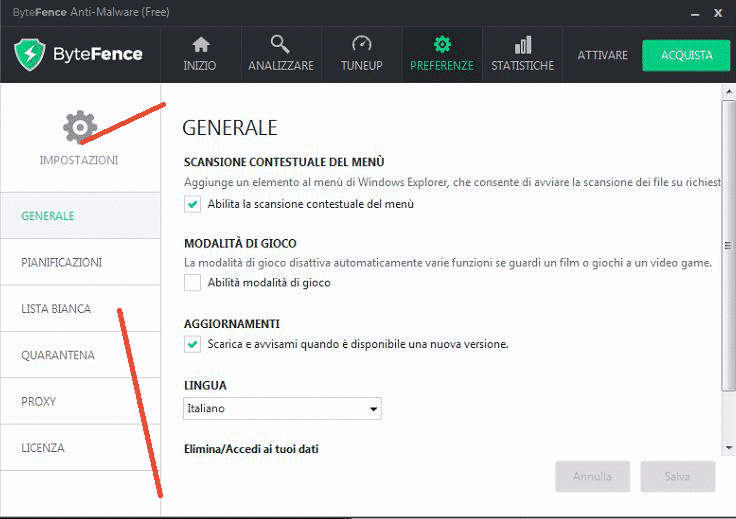 ByteFence Anti-Malware (Free)
ByteFence
INIZIO
ANALIZZARE
TUNEUP
PREFERENZE
STATISTICHE
ATTIVARE
ACQUISTA
IMPOSTAZIONI
GENERALE
PIANIFICAZIONI
LISTA BIANCA
QUARANTENA
PROXY
LICENZA
GENERALE
SCANSIONE CONTESTUALE DEL MENÙ
Aggiunge un elemento al menù di Windows Explorer, che consente di avviare la scansione dei file su richiest
Abilita la scansione contestuale del menù
MODALITÀ DI GIOCO
La modalità di gioco disattiva automaticamente varie funzioni se guardi un film o giochi a un video game.
Abilità modalità di gioco
AGGIORNAMENTI
Scarica e avvisami quando è disponibile una nuova versione.
LINGUA
Italiano
Elimina/Accedi ai tuoi dati
Annulla
Salva